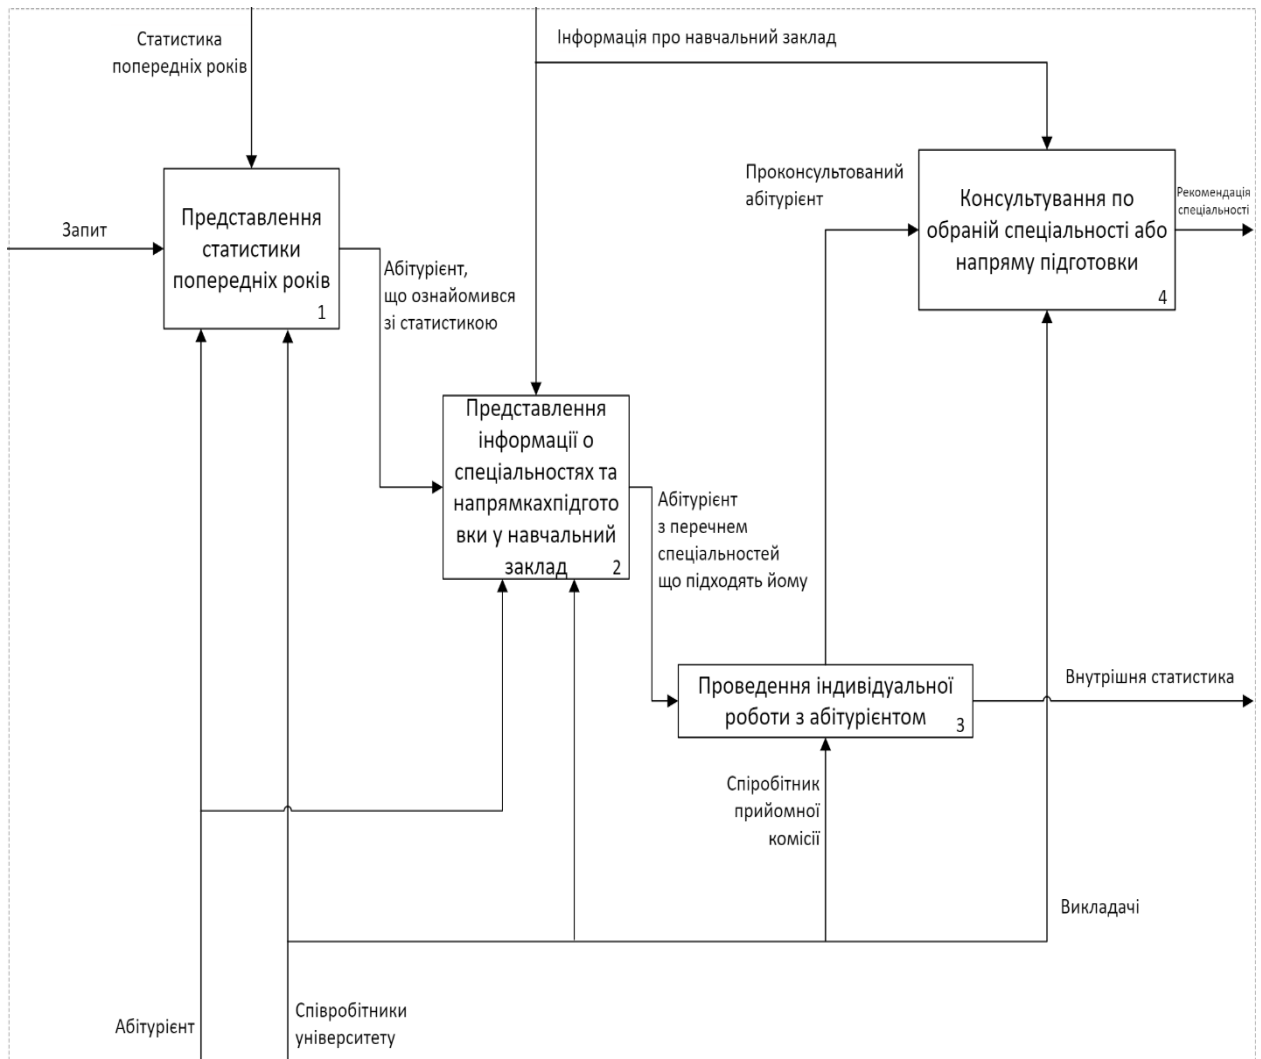 Статистика
попередніх років
Інформація про навчальний заклад
Запит
Представлення
статистики
попередніх років
1
Абітурієнт,
що ознайомився
зі статистикою
Проконсультований
абітурієнт
Консультування по
обраній спеціальності або
напряму підготовки
4
Рекомендація
спеціальності
Представлення
інформації о
спеціальностях та
напрямкахпідгото
вки у навчальний
заклад
2
Абітурієнт
з перечнем
спеціальностей
що підходять йому
Проведення індивідуальної
роботи з абітурієнтом
3
Внутрішня статистика
Спіробітник
прийомної
комісії
Викладачі
Абітурієнт
Співробітники
університету